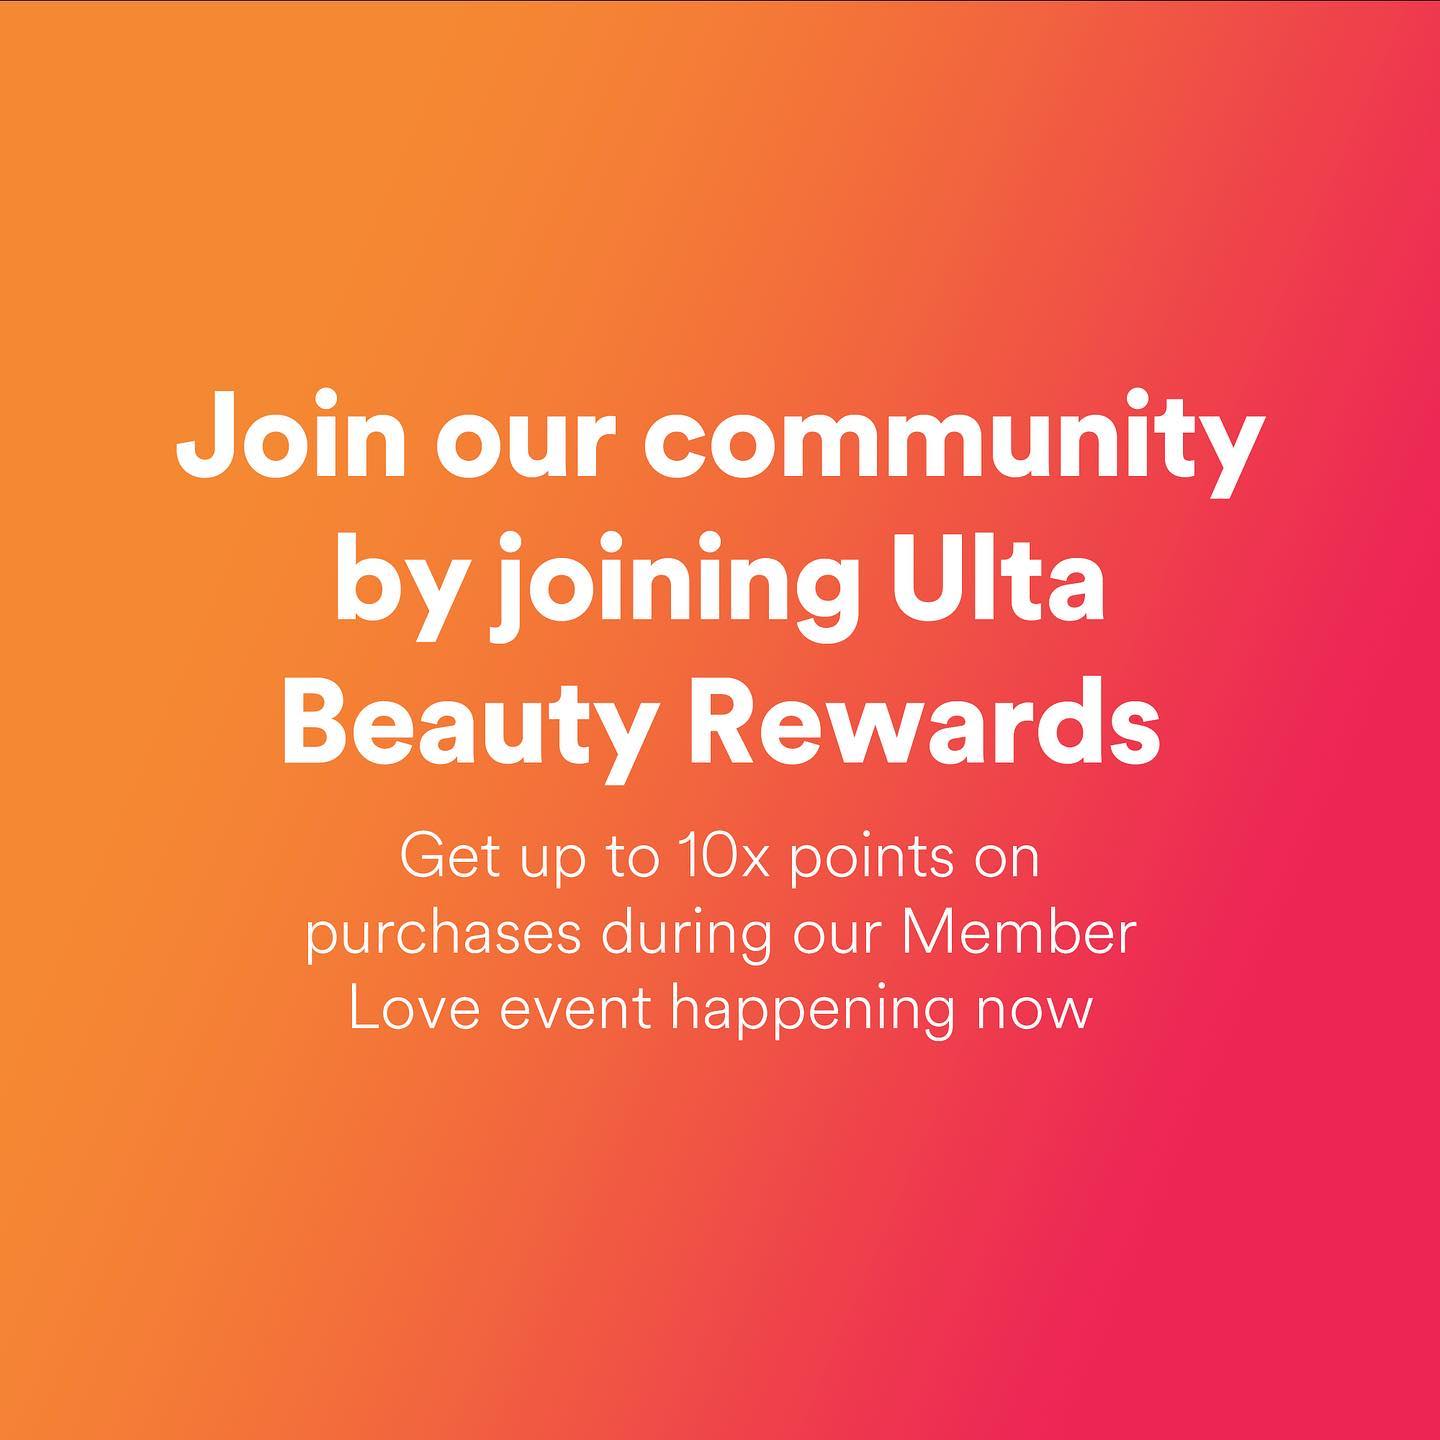 Join our community
by joining Ulta
Beauty Rewards
Get up to 10x points on
purchases during our Member
Love event happening now